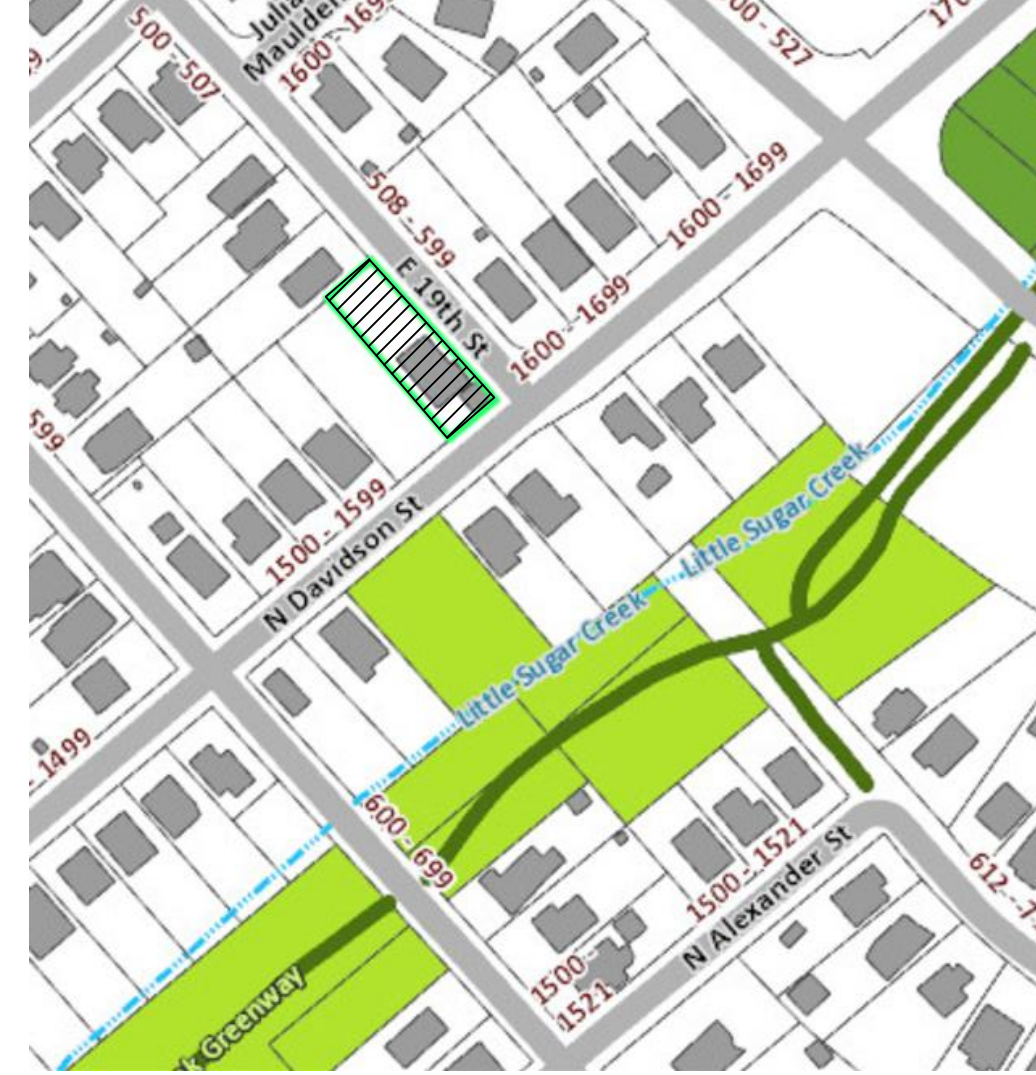 Julia
Maulden
1600 - 169
500 - 507
00 - 527
170
508 - 599
E 19th St
1600 - 1699
1600 - 1699
599
1500 - 1599
N Davidson St
Little Sugar Creek
Little Sugar Creek
- 1499
600 - 699
1500 - 1521
N Alexander St
612 - 7
1500 -
1521
k Greenway